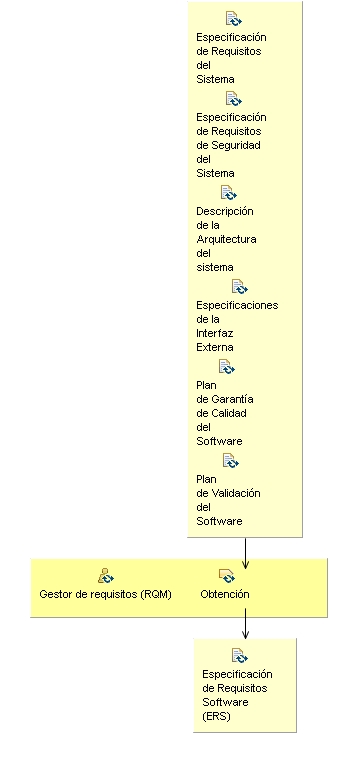 Especificación
de Requisitos
del
Sistema
Especificación
de Requisitos
de Seguridad
del
Sistema
Descripción
de la
Arquitectura
del
sistema
Especificaciones
de la
Interfaz
Externa
Plan
de Garantía
de Calidad
del
Software
Plan
de Validación
del
Software
Gestor de requisitos (RQM)
Obtención
Especificación
de Requisitos
Software
(ERS)